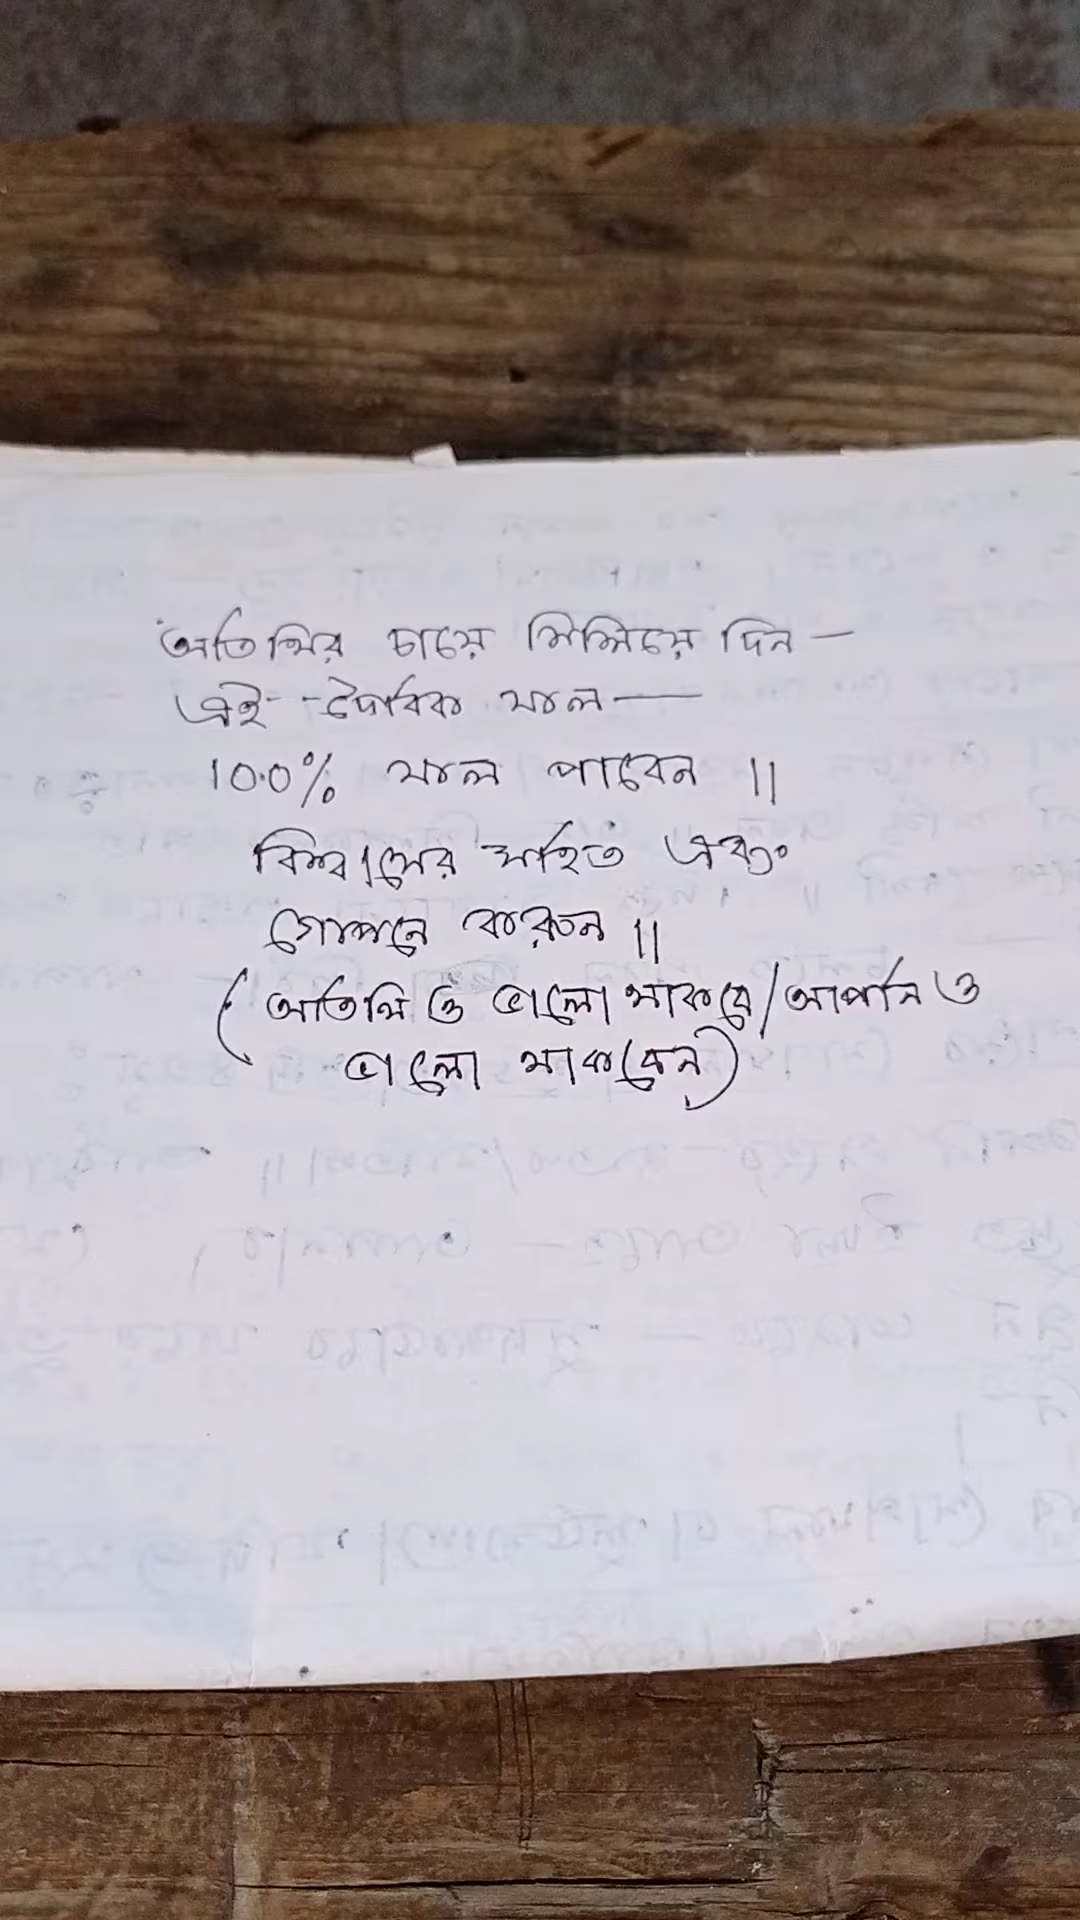 অতিথির চায়ে মিশিয়ে দিন —
এই - দৈবিক ফল —
100% ফল পাবেন ॥
বিশ্বাসের সহিত এবং
গোপনে করুন ॥
( অতিথি ও ভালো থাকবে / আপনি ও
ভালো থাকবেন )